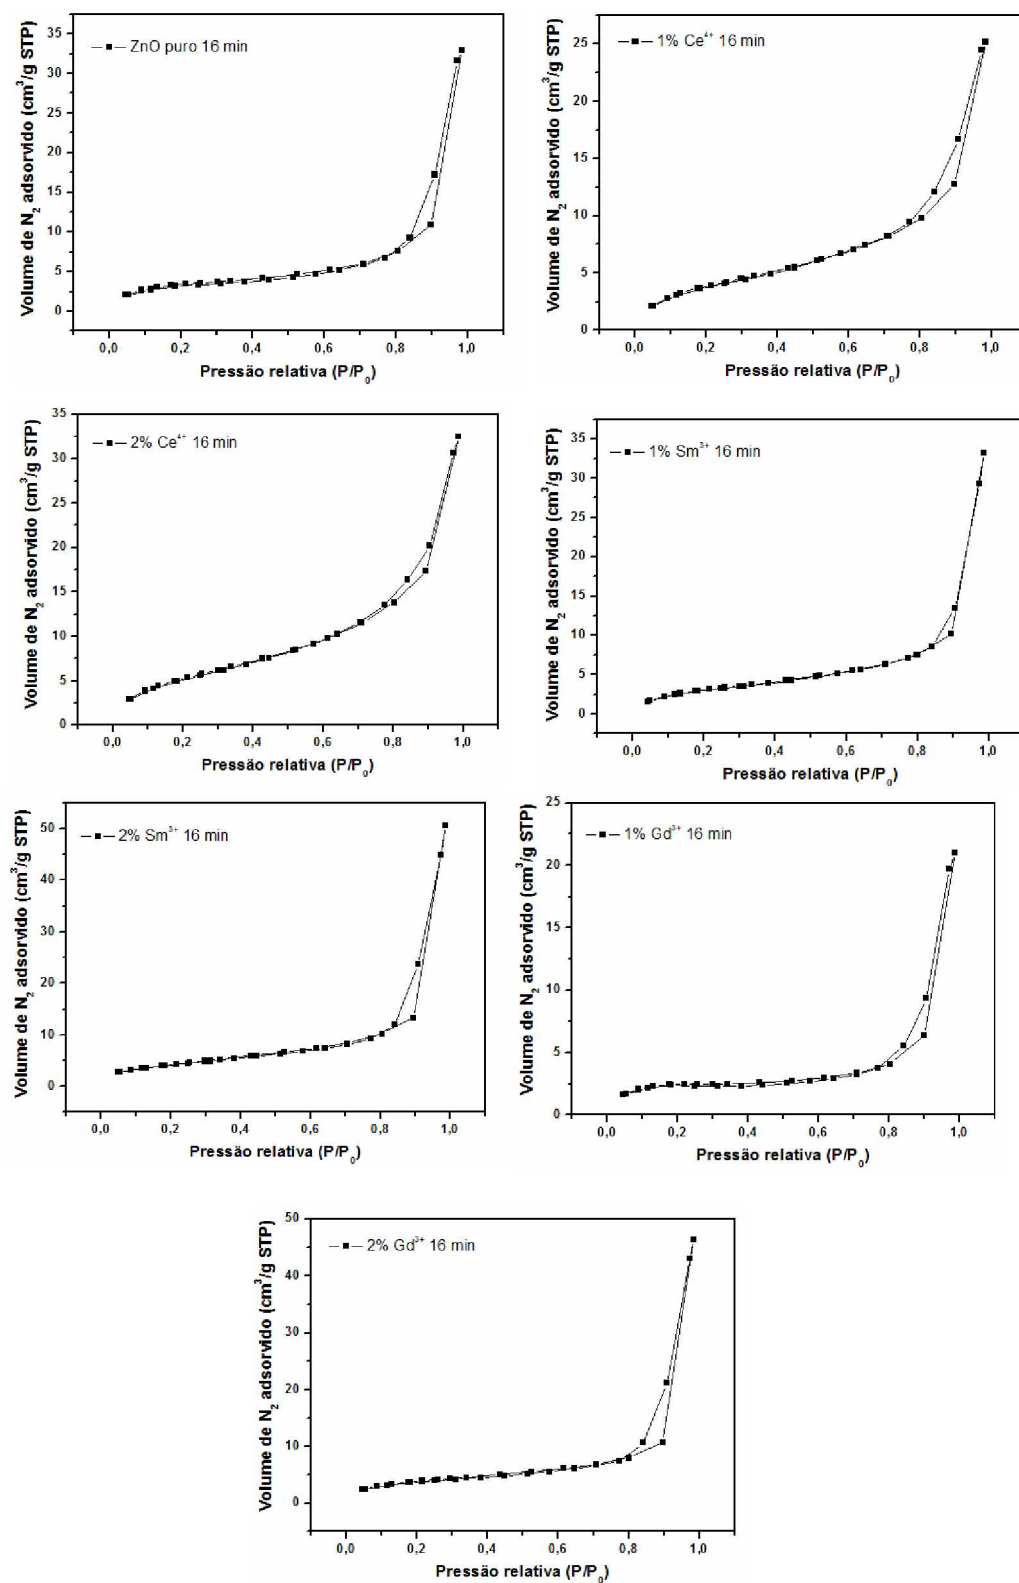 ZnO puro 16 min
Volume de N₂ adsorvido (cm³/g STP)
35
30
25
20
15
10
5
0
0,0 0,2 0,4 0,6 0,8 1,0
Pressão relativa (P/P₀)
1% Ce⁴⁺ 16 min
Volume de N₂ adsorvido (cm³/g STP)
25
20
15
10
5
0
0,0 0,2 0,4 0,6 0,8 1,0
Pressão relativa (P/P₀)
2% Ce⁴⁺ 16 min
Volume de N₂ adsorvido (cm³/g STP)
35
30
25
20
15
10
5
0
0,0 0,2 0,4 0,6 0,8 1,0
Pressão relativa (P/P₀)
1% Sm³⁺ 16 min
Volume de N₂ adsorvido (cm³/g STP)
35
30
25
20
15
10
5
0
0,0 0,2 0,4 0,6 0,8 1,0
Pressão relativa (P/P₀)
2% Sm³⁺ 16 min
Volume de N₂ adsorvido (cm³/g STP)
50
40
30
20
10
0
0,0 0,2 0,4 0,6 0,8 1,0
Pressão relativa (P/P₀)
1% Gd³⁺ 16 min
Volume de N₂ adsorvido (cm³/g STP)
25
20
15
10
5
0
0,0 0,2 0,4 0,6 0,8 1,0
Pressão relativa (P/P₀)
2% Gd³⁺ 16 min
Volume de N₂ adsorvido (cm³/g STP)
50
40
30
20
10
0
0,0 0,2 0,4 0,6 0,8 1,0
Pressão relativa (P/P₀)